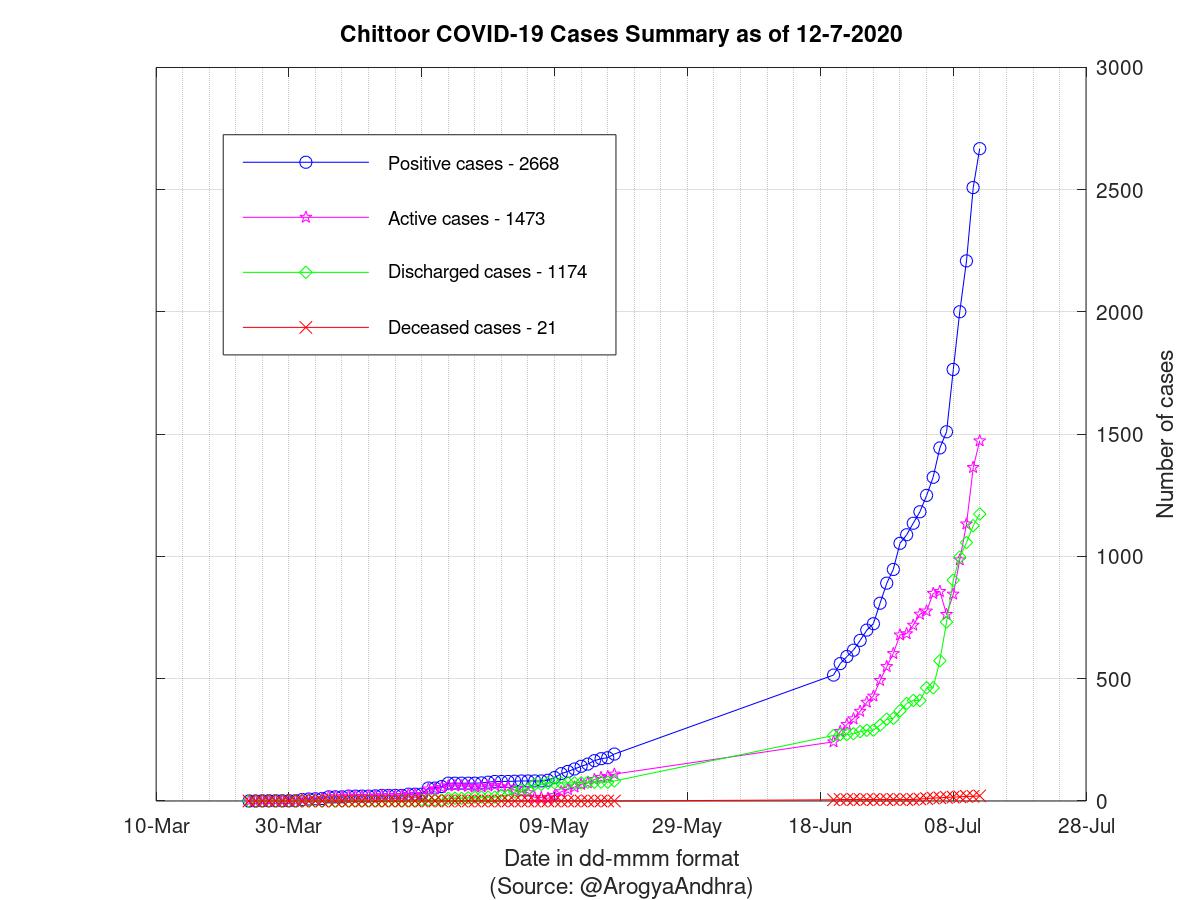 Chittoor COVID-19 Cases Summary as of 12-7-2020
Positive cases - 2668
Active cases - 1473
Discharged cases - 1174
Deceased cases - 21
3000
2500
2000
1500
1000
500
0
Number of cases
10-Mar 30-Mar 19-Apr 09-May 29-May 18-Jun 08-Jul 28-Jul
Date in dd-mmm format
(Source: @ArogyaAndhra)